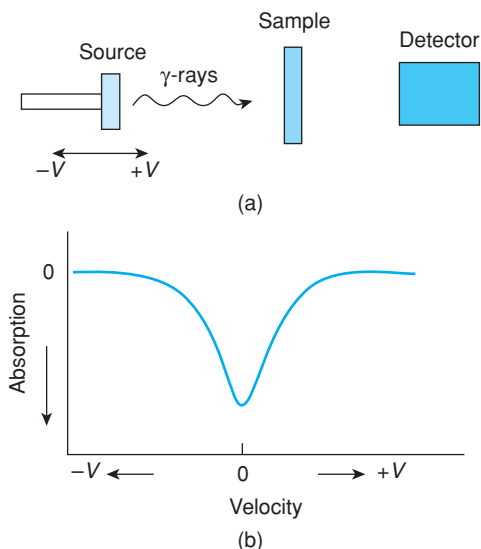 Source
γ-rays
Sample
Detector
–V +V
(a)
0
Absorption
–V 0 +V
Velocity
(b)